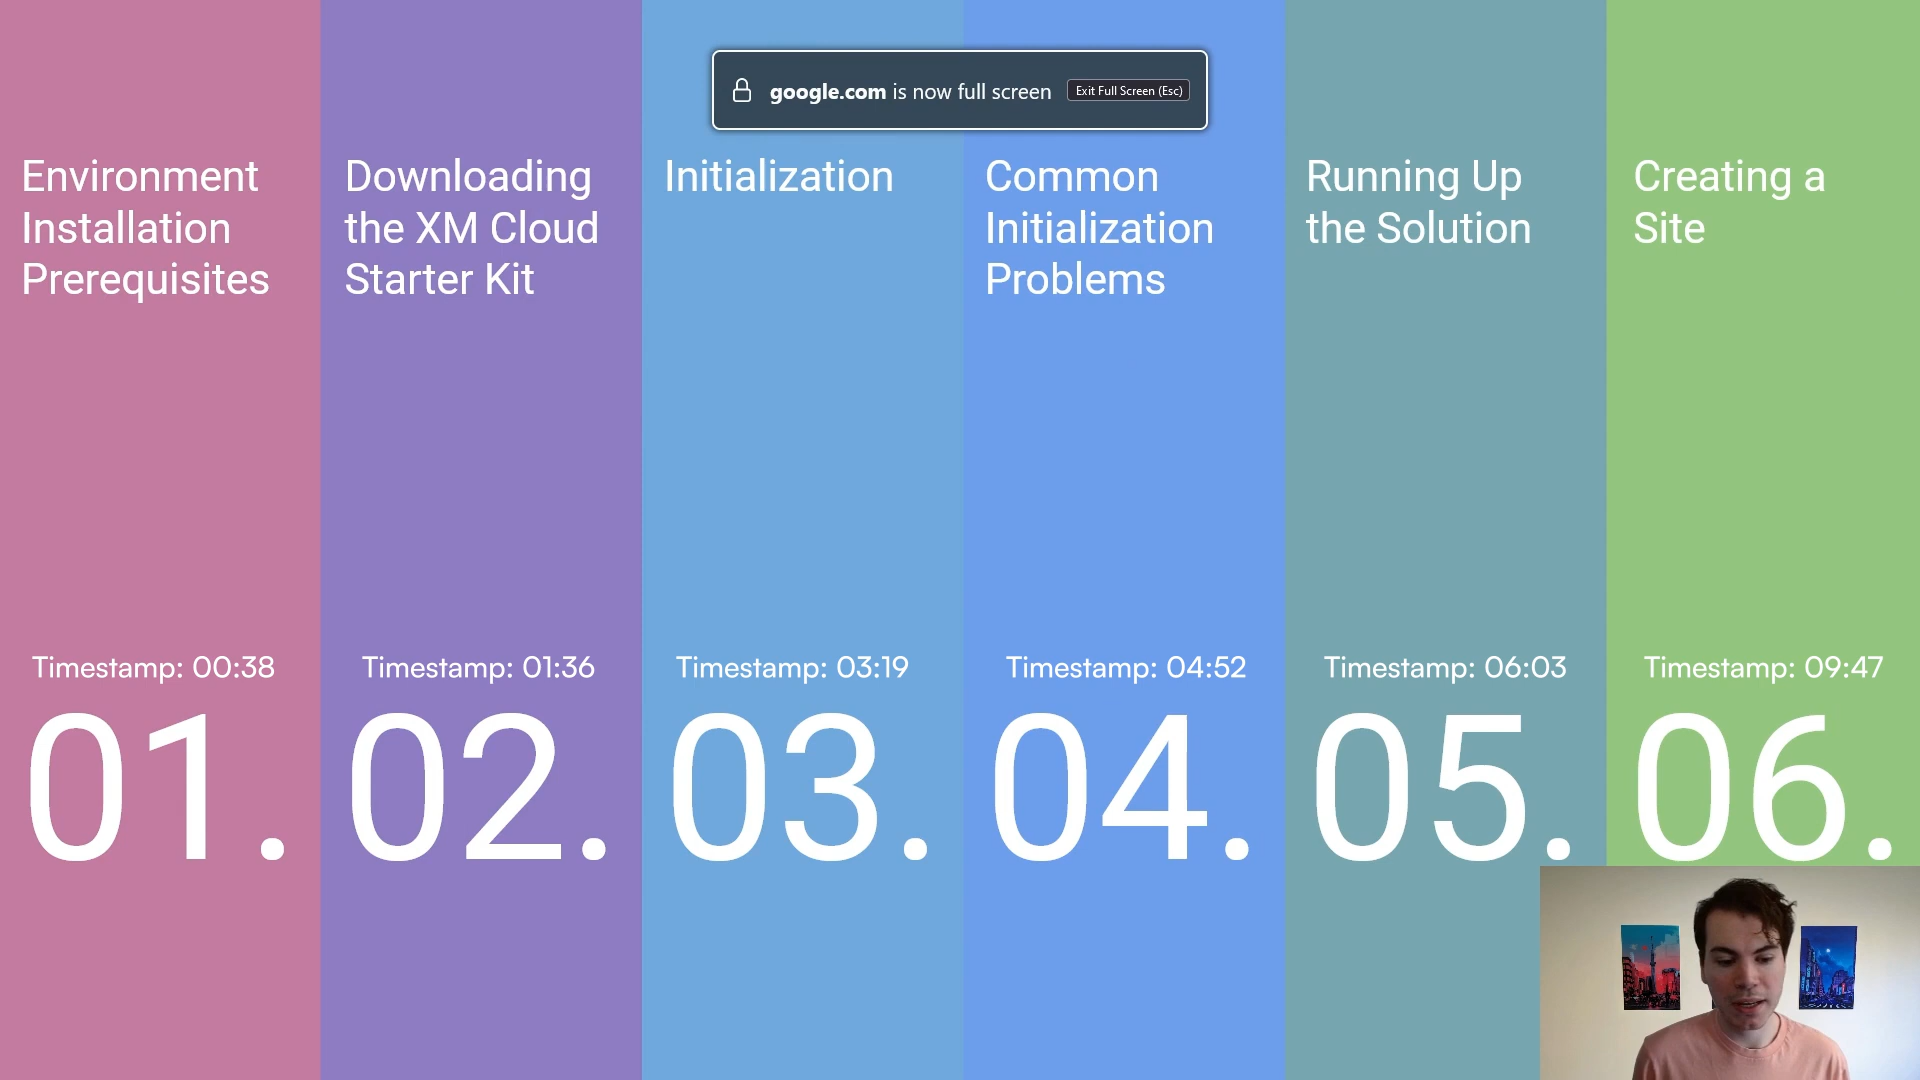 google.com is now full screen Exit Full Screen (Esc)
Environment
Installation
Prerequisites
Timestamp: 00:38
01.
Downloading
the XM Cloud
Starter Kit
Timestamp: 01:36
02.
Initialization
Timestamp: 03:19
03.
Common
Initialization
Problems
Timestamp: 04:52
04.
Running Up
the Solution
Timestamp: 06:03
05.
Creating a
Site
Timestamp: 09:47
06.